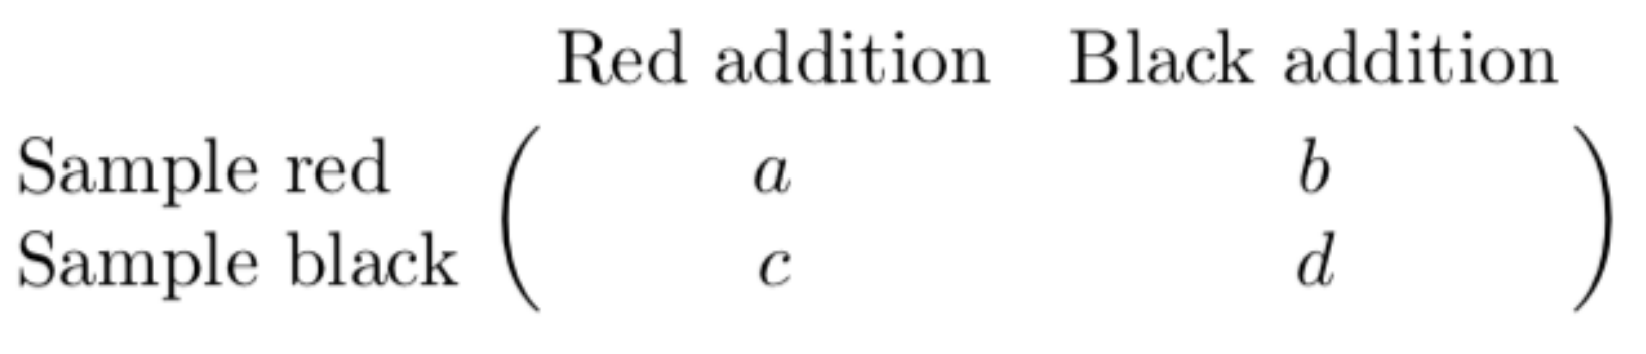 Red addition Black addition
Sample red ( a b )
Sample black ( c d )